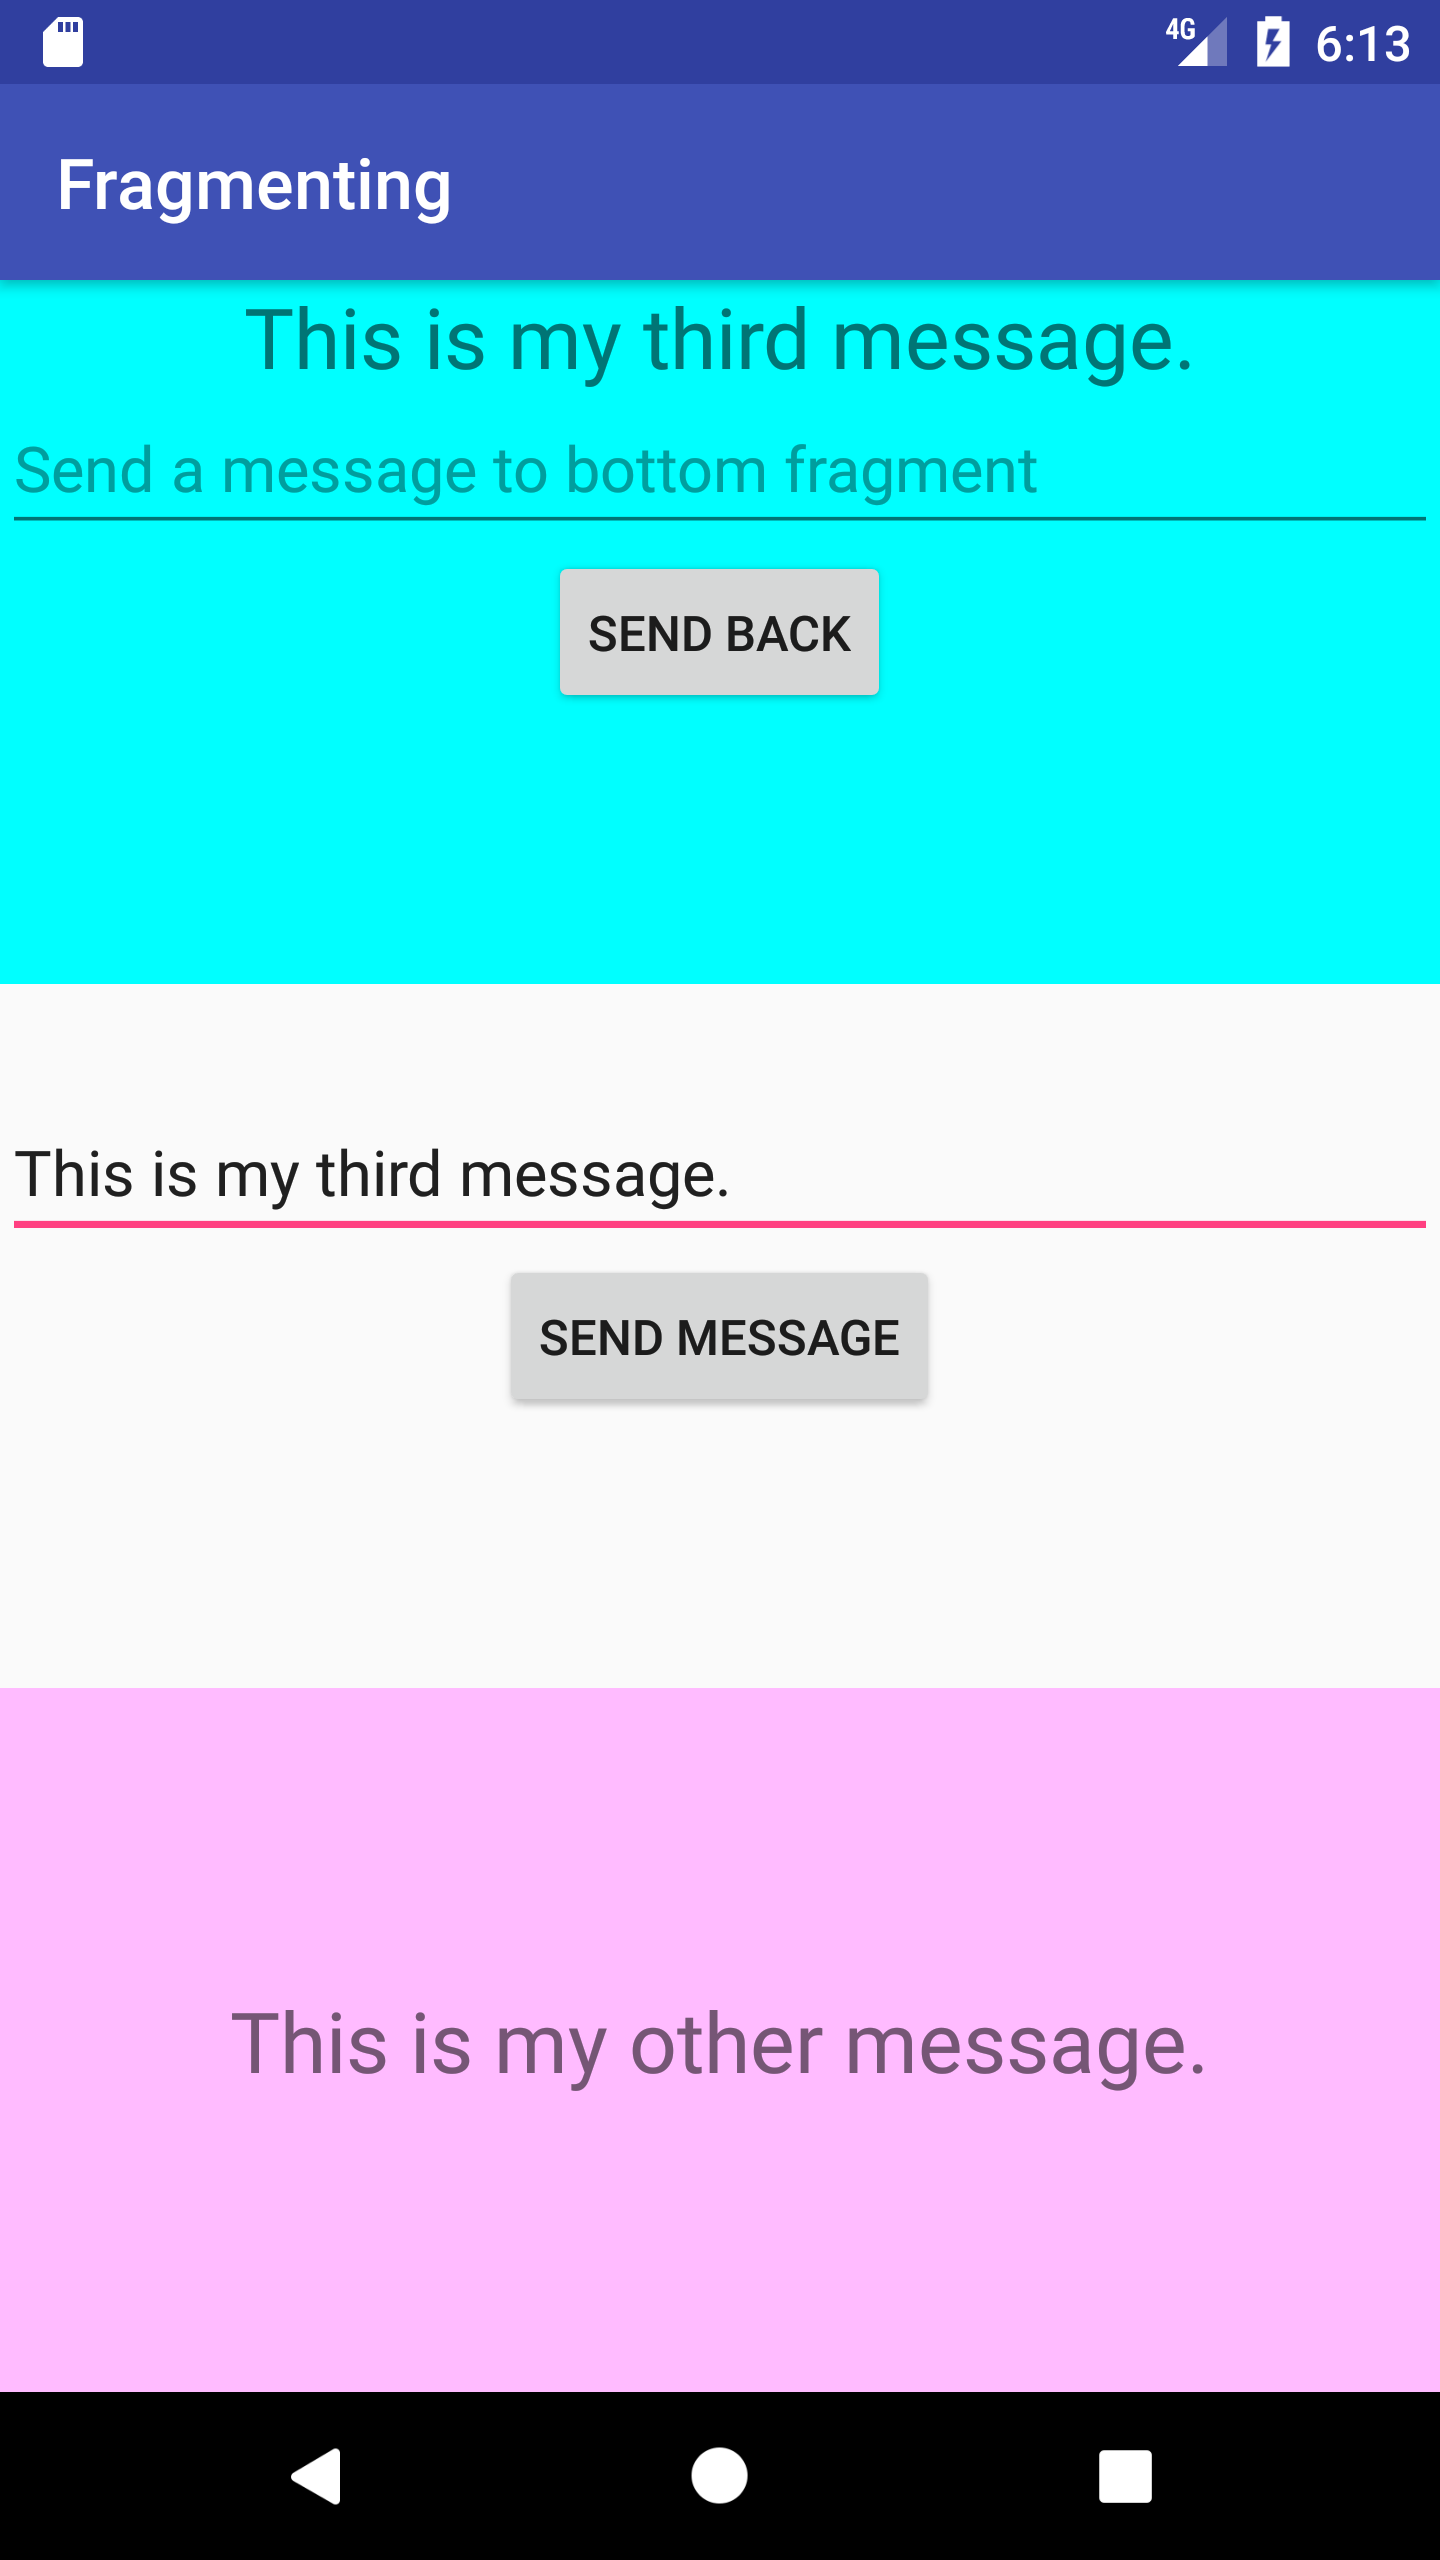 4G 6:13
Fragmenting
This is my third message.
Send a message to bottom fragment
SEND BACK
This is my third message.
SEND MESSAGE
This is my other message.